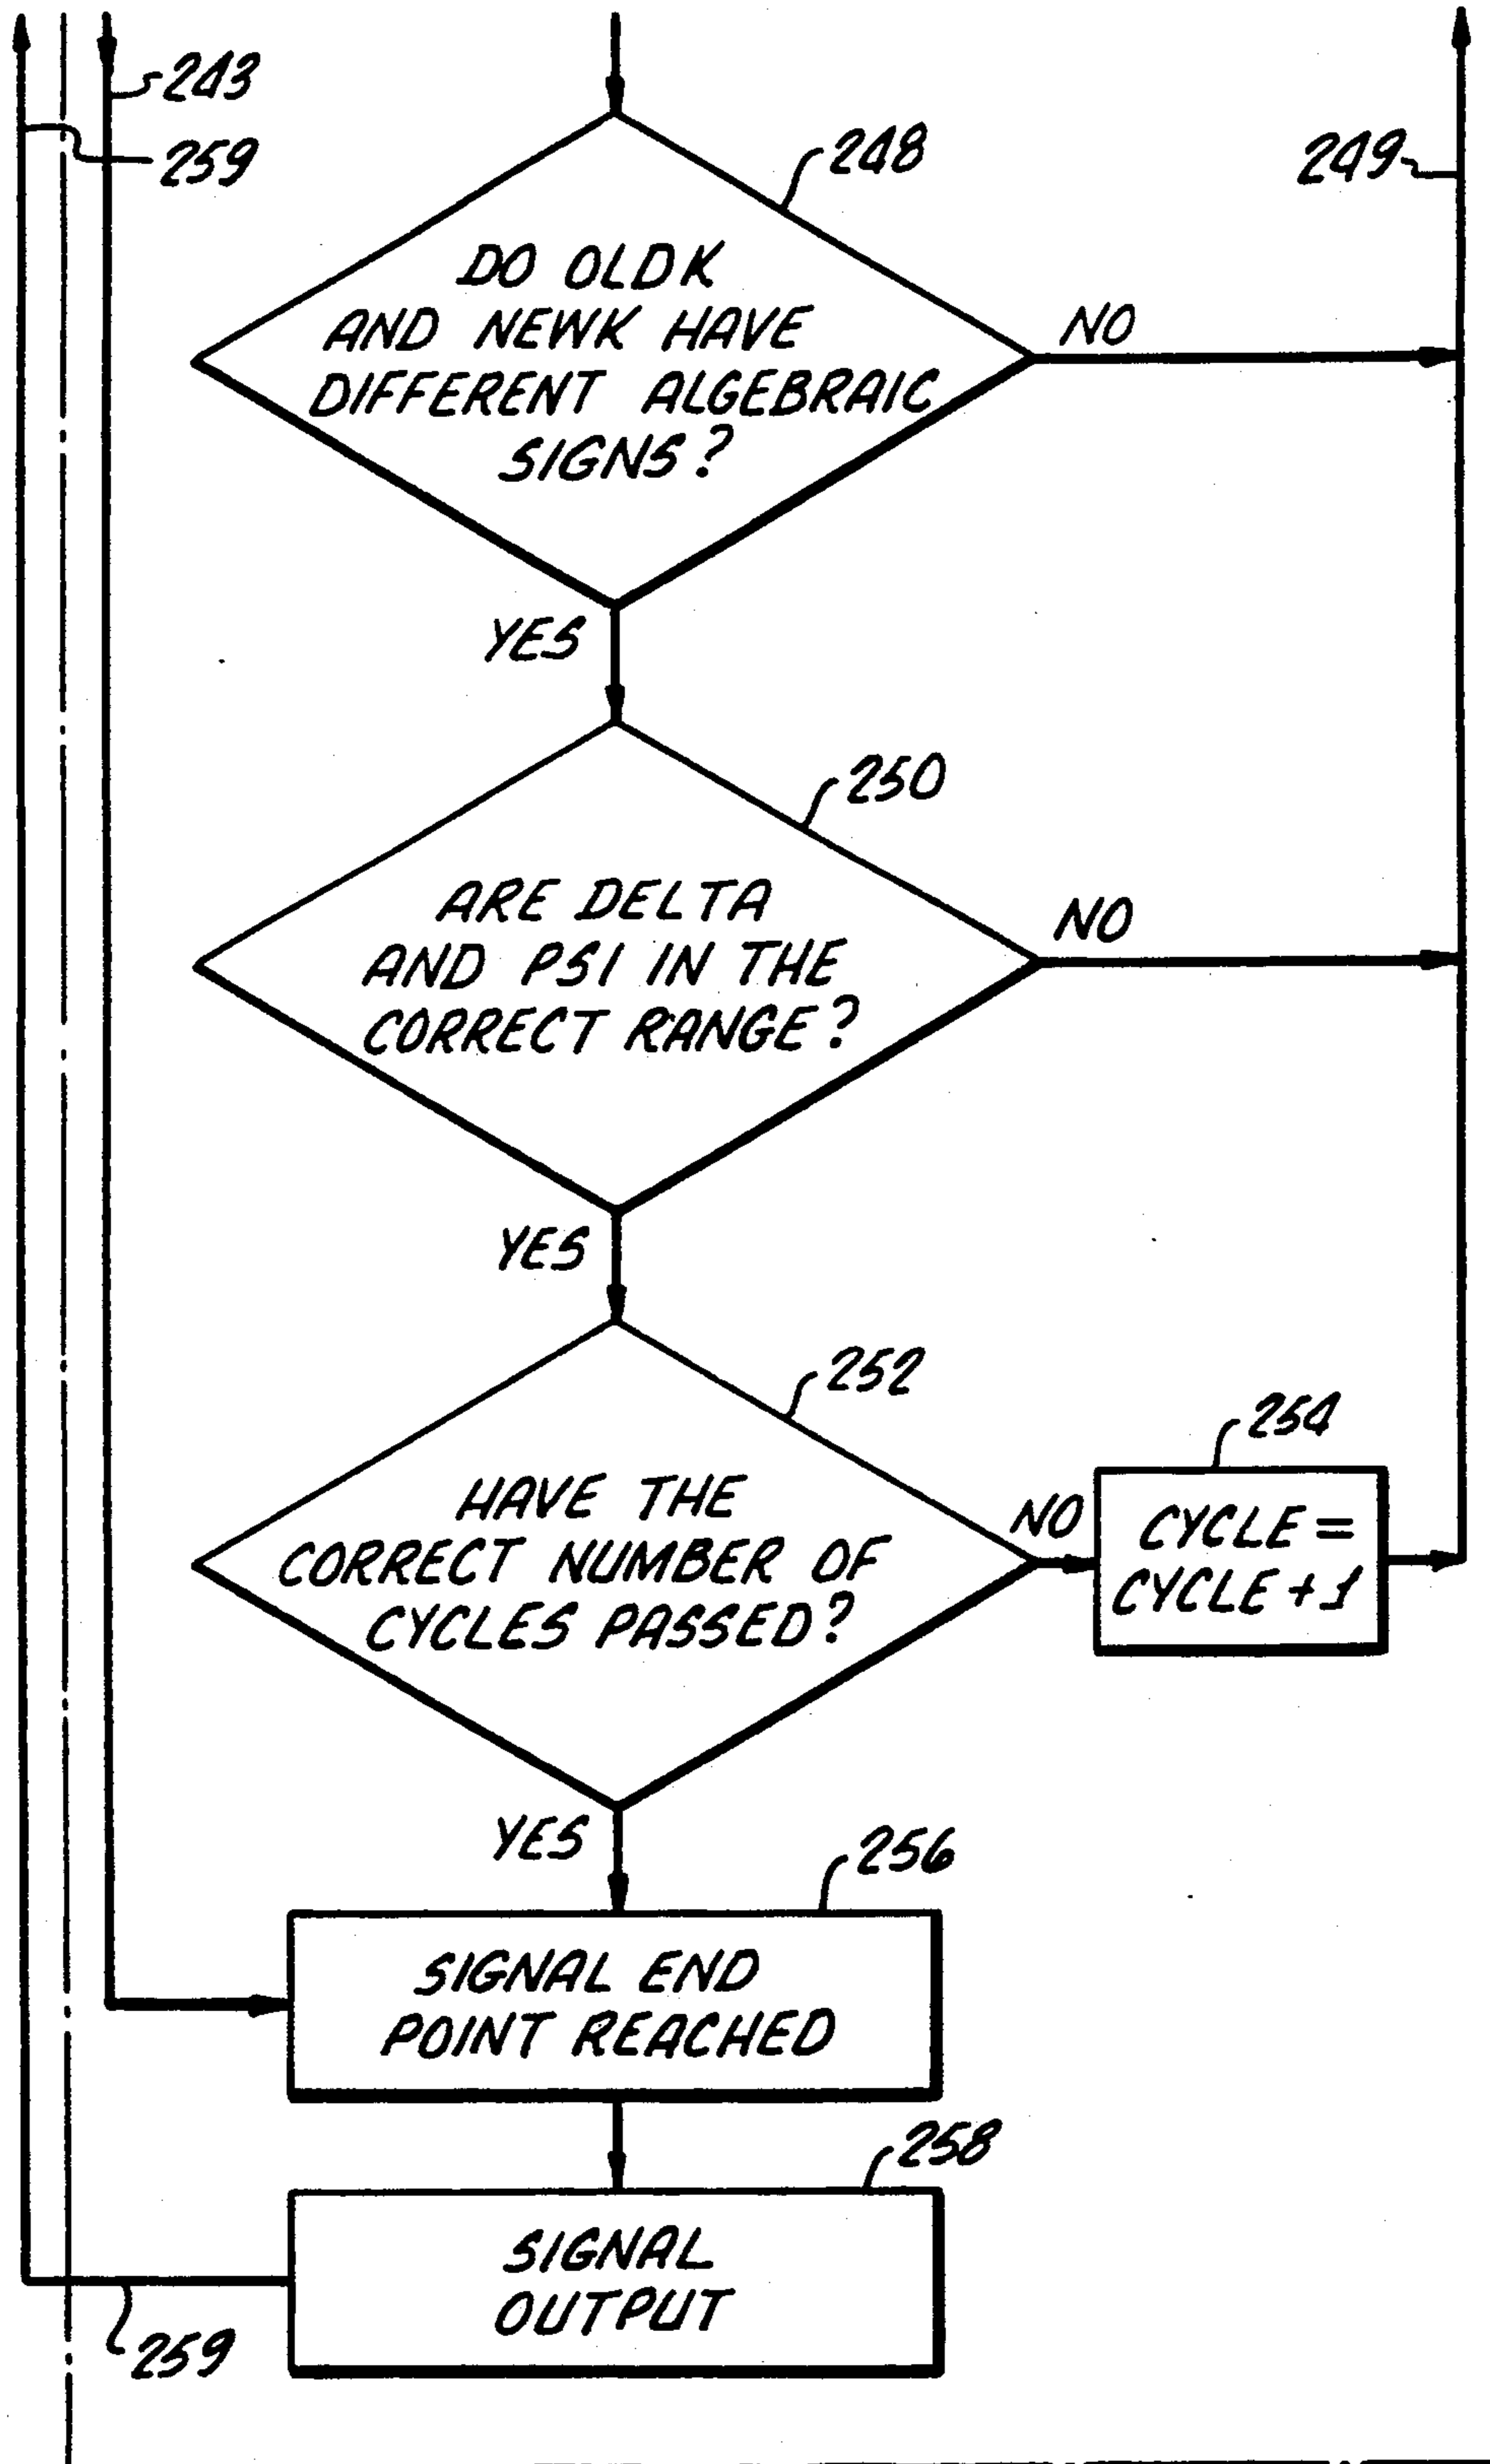 243
259
248
249
DO OLDK
AND NEWK HAVE
DIFFERENT ALGEBRAIC
SIGNS?
NO
YES
250
ARE DELTA
AND PSI IN THE
CORRECT RANGE?
NO
YES
252
254
HAVE THE
CORRECT NUMBER OF
CYCLES PASSED?
NO
CYCLE =
CYCLE + 1
YES
256
SIGNAL END
POINT REACHED
258
SIGNAL
OUTPUT
259